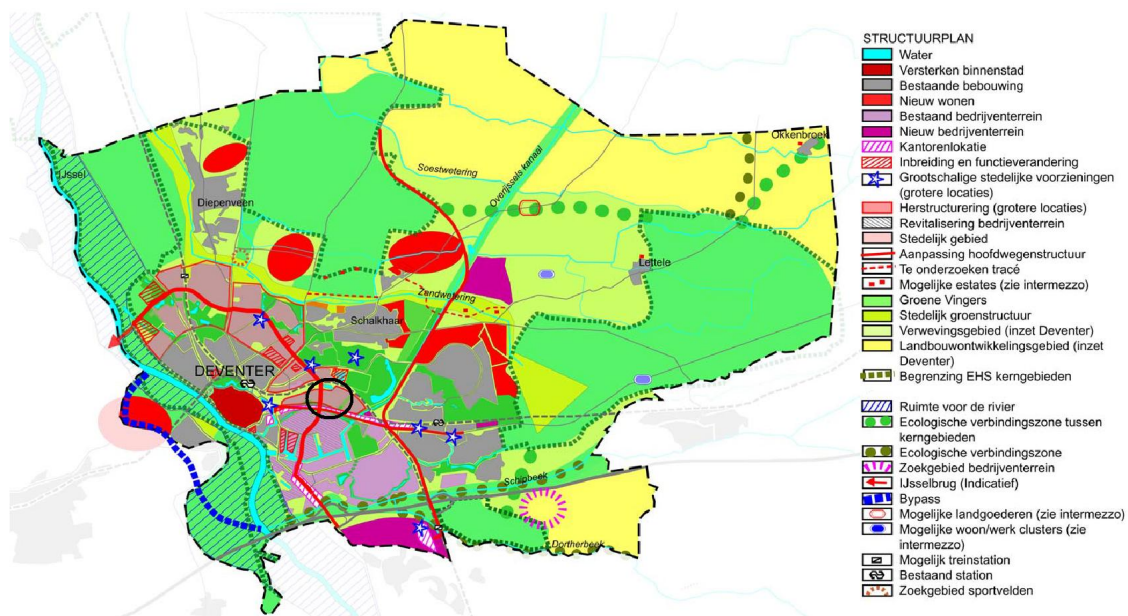 STRUCTUURPLAN
Water
Versterken binnenstad
Bestaande bebouwing
Nieuw wonen
Bestaand bedrijventerrein
Nieuw bedrijventerrein
Kantorenlokatie
Inbreiding en functieverandering
Grootschalige stedelijke voorzieningen
(grotere locaties)
Herstructurering (grotere locaties)
Revitalisering bedrijventerrein
Stedelijk gebied
Aanpassing hoofdwegenstructuur
Te onderzoeken tracé
Mogelijke estates (zie intermezzo)
Groene Vingers
Stedelijk groenstructuur
Verwevingsgebied (inzet Deventer)
Landbouwontwikkelingsgebied (inzet
Deventer)
Begrenzing EHS kerngebieden
Ruimte voor de rivier
Ecologische verbindingszone tussen
kerngebieden
Ecologische verbindingszone
Zoekgebied bedrijventerrein
IJsselbrug (Indicatief)
Bypass
Mogelijke landgoederen (zie intermezzo)
Mogelijke woon/werk clusters (zie
intermezzo)
Mogelijk treinstation
Bestaand station
Zoekgebied sportvelden
Okkenbroek
IJssel
Soestwetering
Overijssels kanaal
Diepenveen
Lettele
Zandwetering
Schalkhaar
DEVENTER
Schipbeek
Dortherbeek